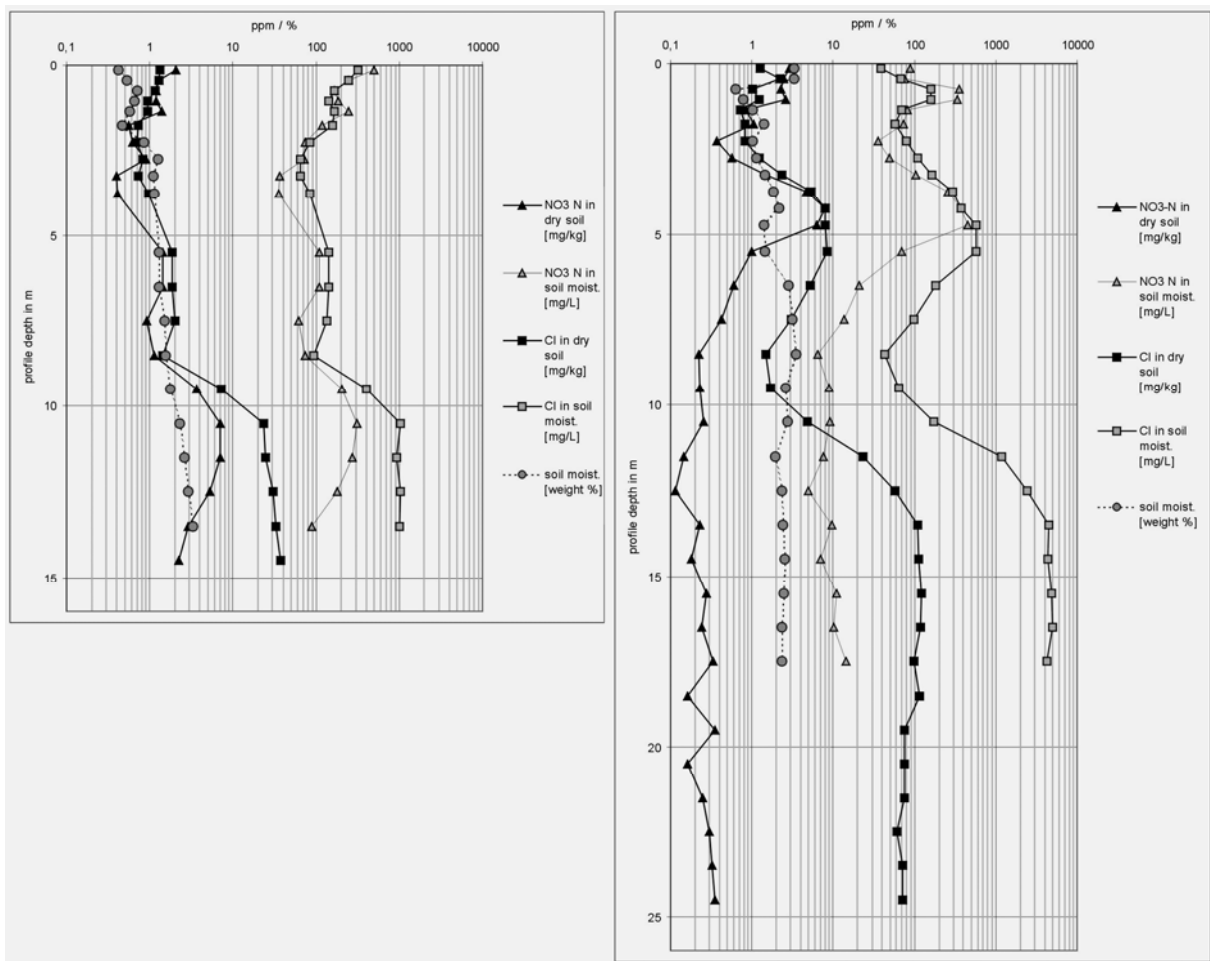 ppm / %
0,1 1 10 100 1000 10000
0
5
10
15
profile depth in m
NO3 N in
dry soil
[mg/kg]
NO3 N in
soil moist.
[mg/L]
Cl in dry
soil
[mg/kg]
Cl in soil
moist.
[mg/L]
soil moist.
[weight %]
ppm / %
0,1 1 10 100 1000 10000
0
5
10
15
20
25
profile depth in m
NO3-N in
dry soil
[mg/kg]
NO3 N in
soil moist.
[mg/L]
Cl in dry
soil
[mg/kg]
Cl in soil
moist.
[mg/L]
soil moist.
[weight %]